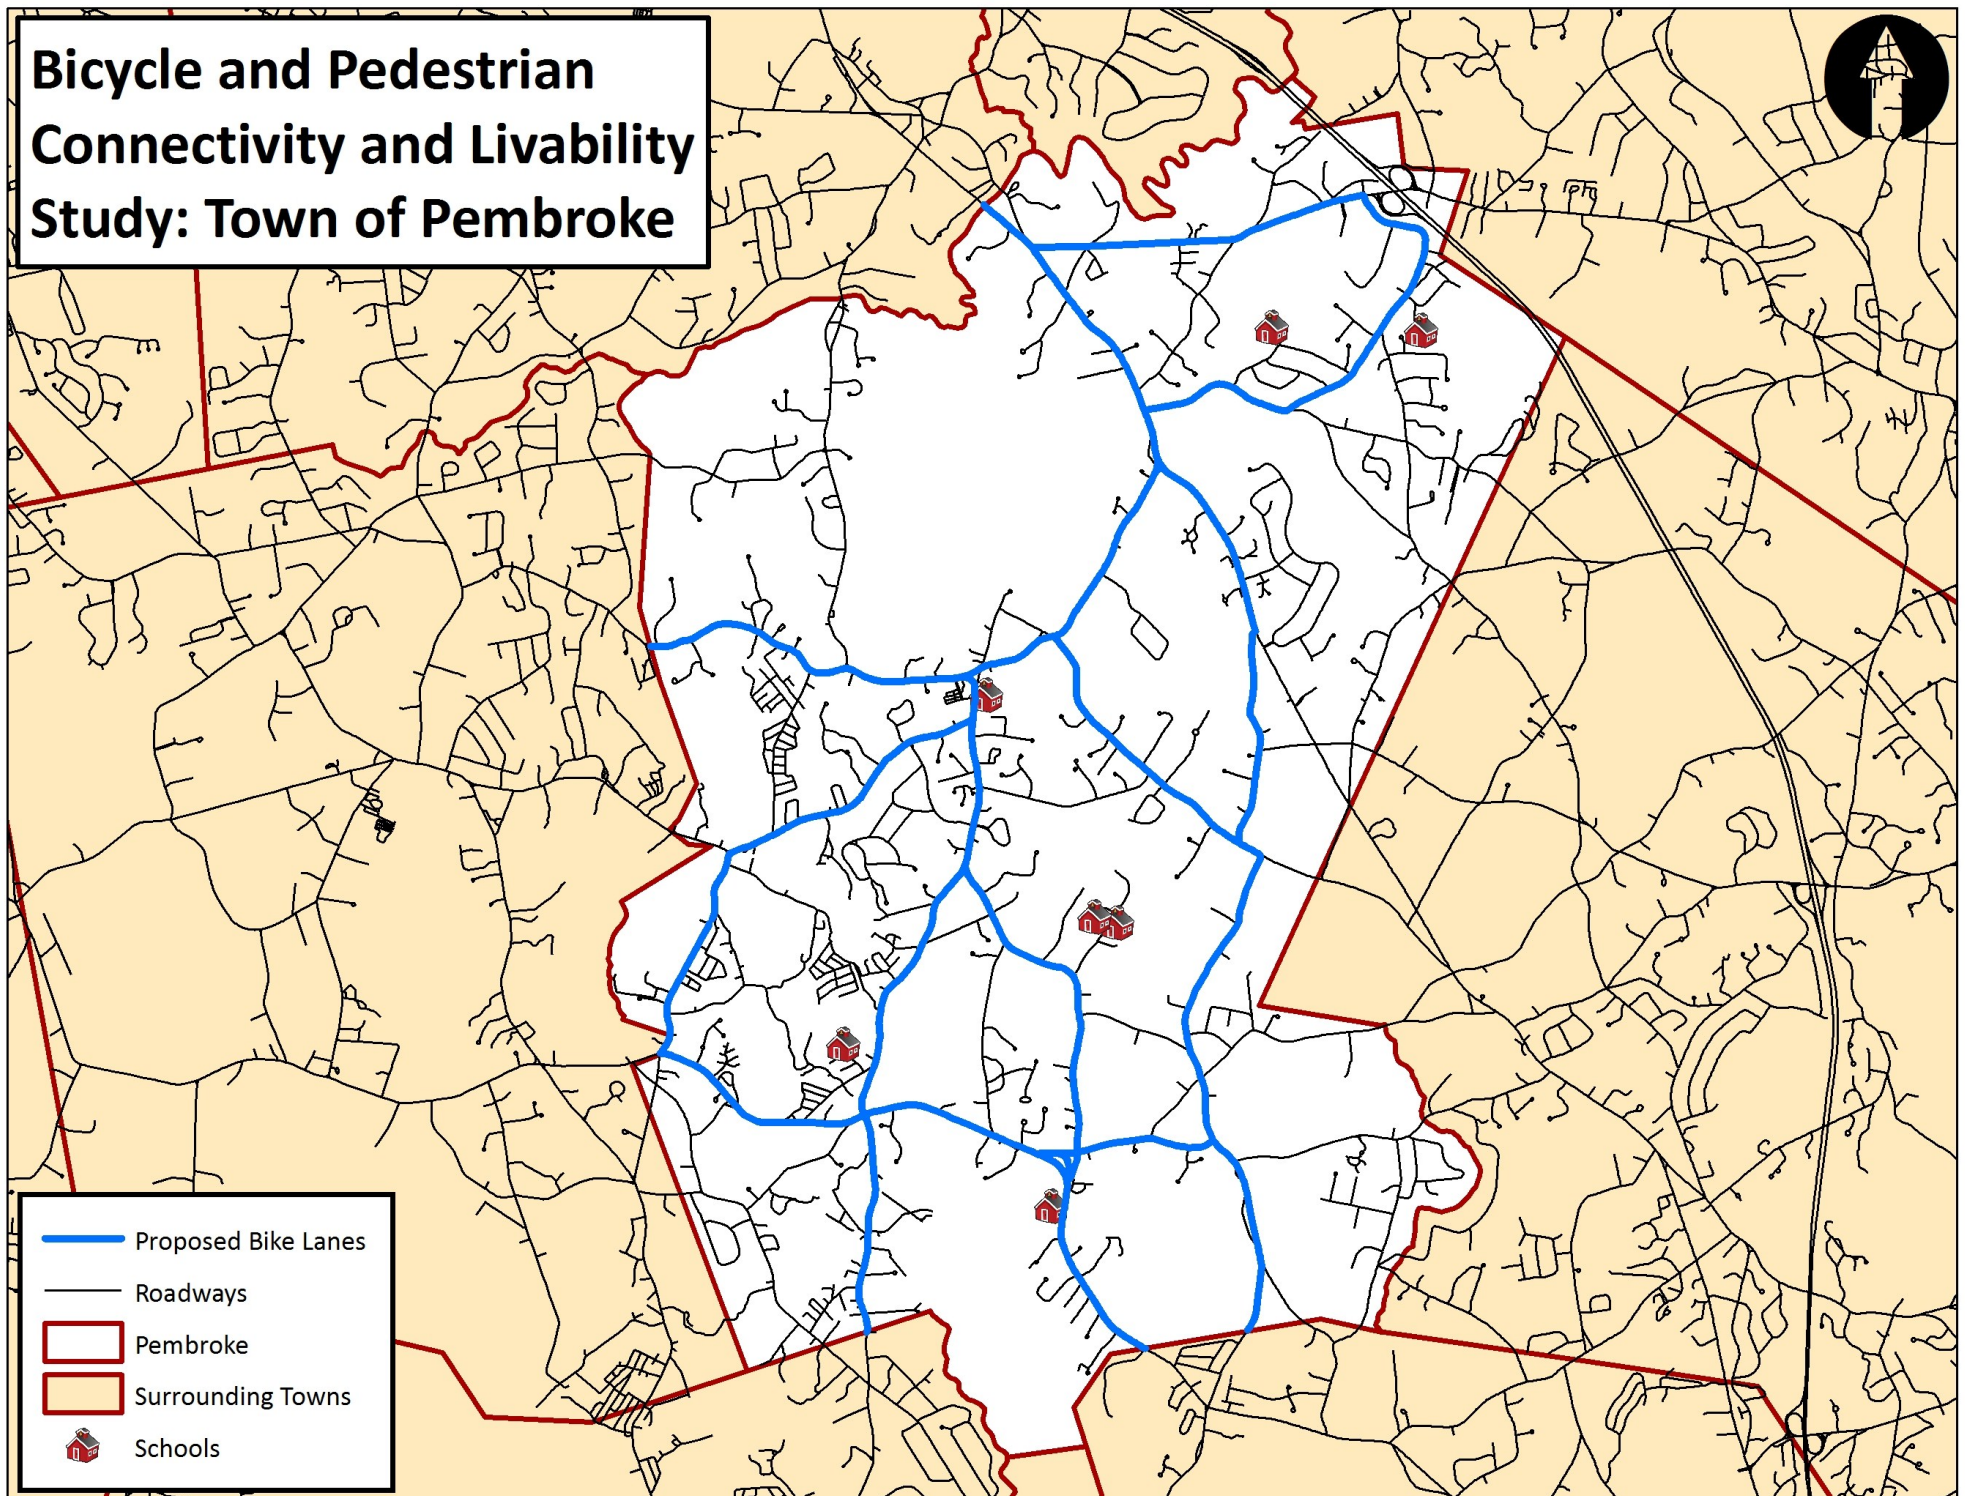 Bicycle and Pedestrian
Connectivity and Livability
Study: Town of Pembroke
Proposed Bike Lanes
Roadways
Pembroke
Surrounding Towns
Schools